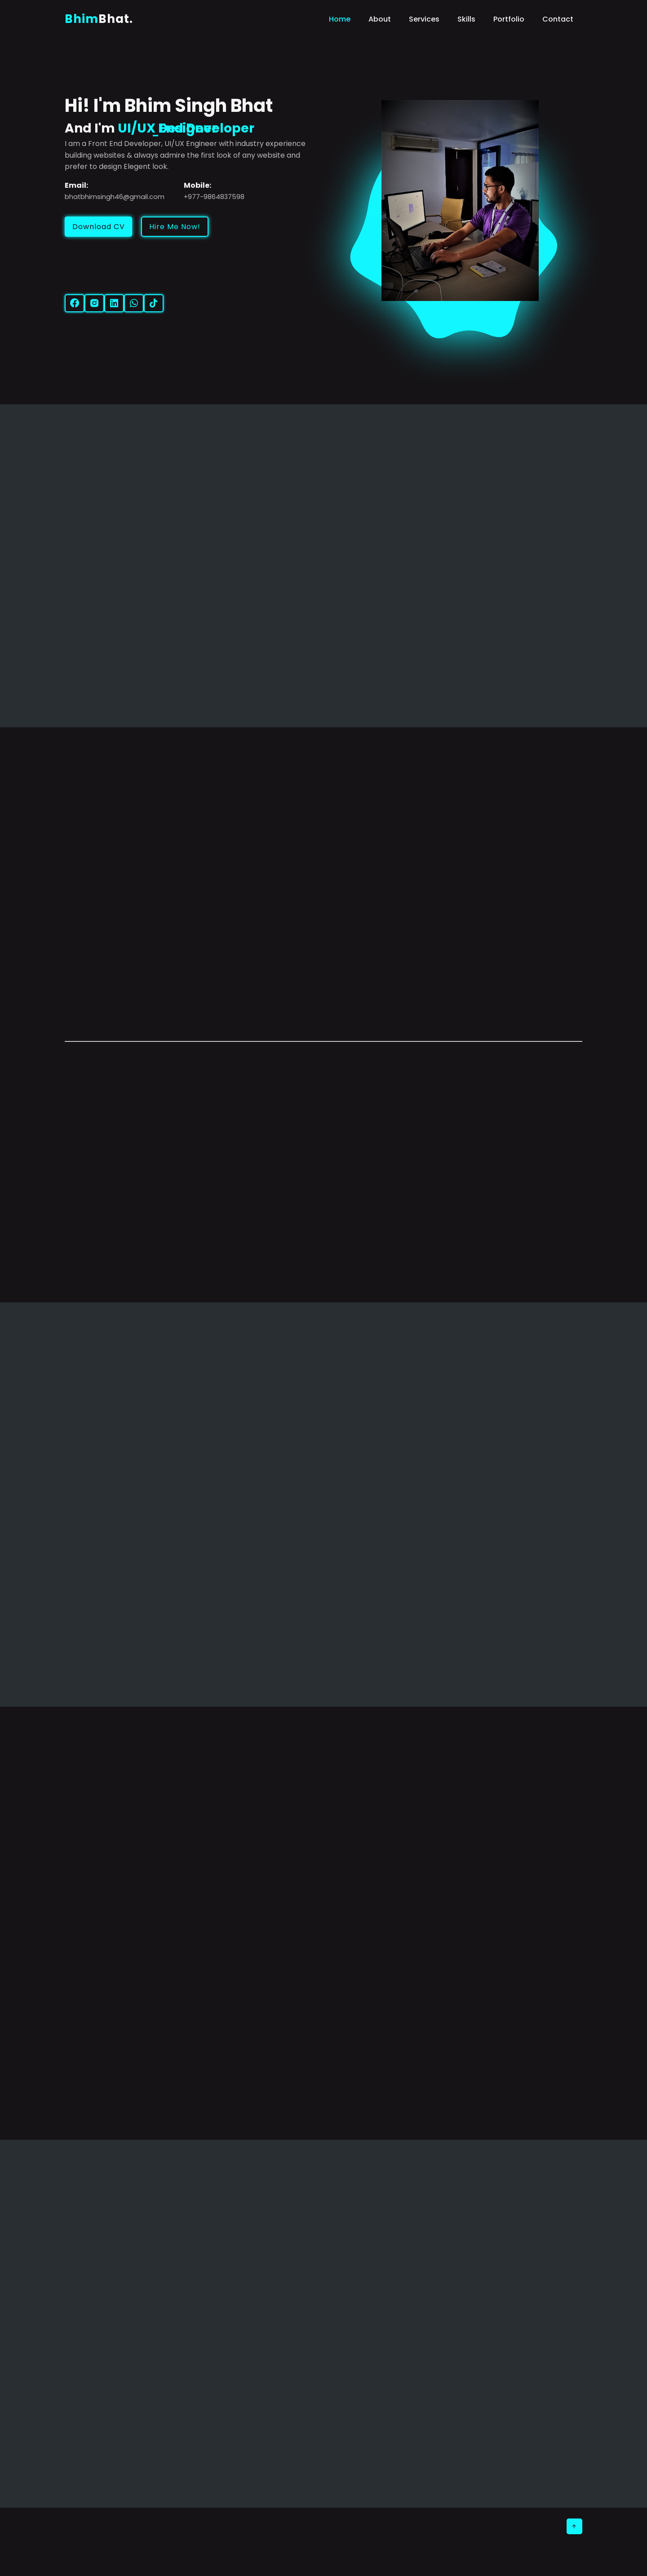 BhimBhat.
Home About Services Skills Portfolio Contact
Hi! I'm Bhim Singh Bhat
And I'm UI/UX Designer
I am a Front End Developer, UI/UX Engineer with industry experience
building websites & always admire the first look of any website and
prefer to design Elegent look.
Email: Mobile:
bhatbhimsingh46@gmail.com +977-9864837598
Download CV Hire Me Now!